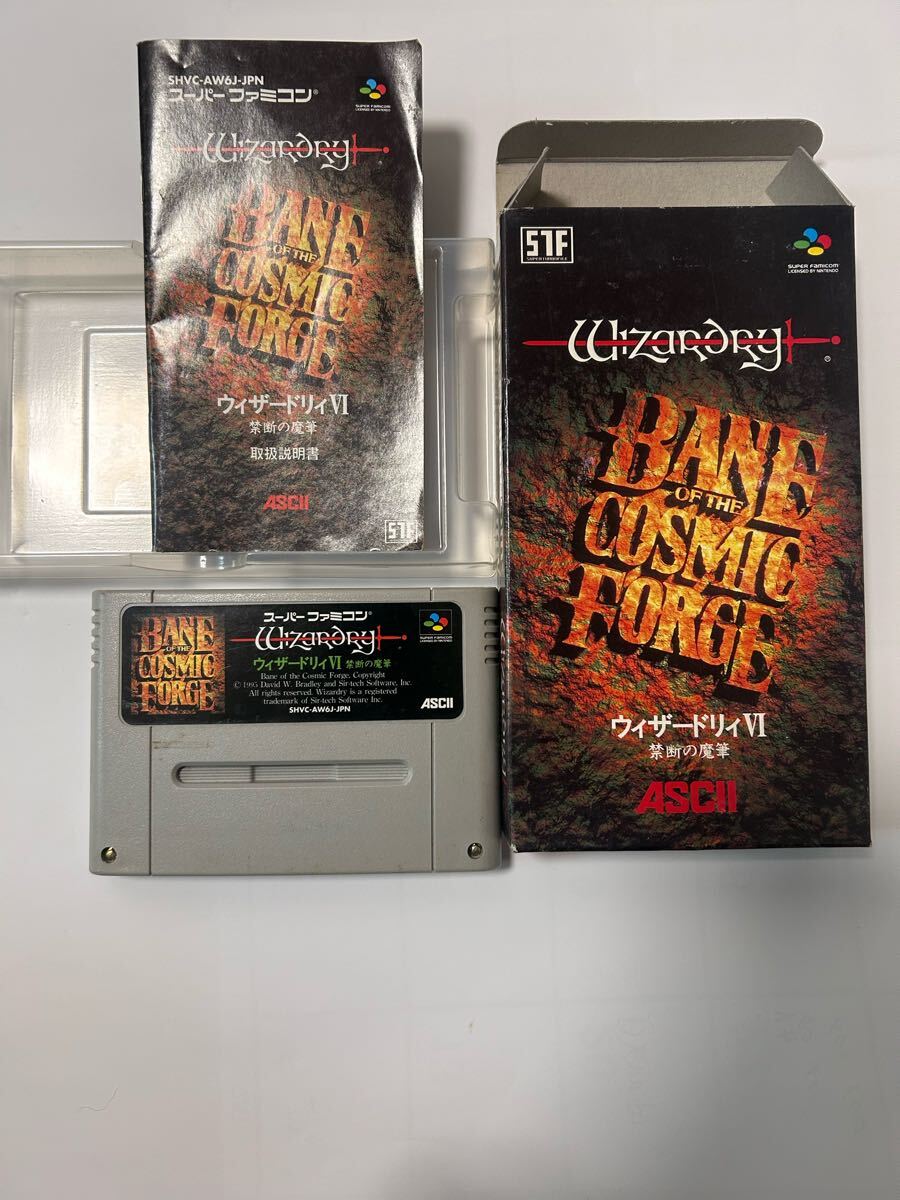 SHVC-AW6J-JPN
スーパーファミコン®
SUPER FAMICOM
LICENSED BY NINTENDO
Wizardry
BANE
OF THE
COSMIC
FORGE
ウィザードリィVI
禁断の魔筆
取扱説明書
ASCII
STF
STF
SUPER FAMICOM
LICENSED BY NINTENDO
Wizardry®
BANE
OF THE
COSMIC
FORGE
ウィザードリィVI
禁断の魔筆
ASCII
BANE
OF THE
COSMIC
FORGE
スーパーファミコン®
Wizardry
SUPER FAMICOM
LICENSED BY NINTENDO
ウィザードリィVI 禁断の魔筆
Bane of the Cosmic Forge. Copyright
© 1995 David W. Bradley and Sir-tech Software, Inc.
All rights reserved. Wizardry is a registered
trademark of Sir-tech Software Inc.
SHVC-AW6J-JPN
ASCII